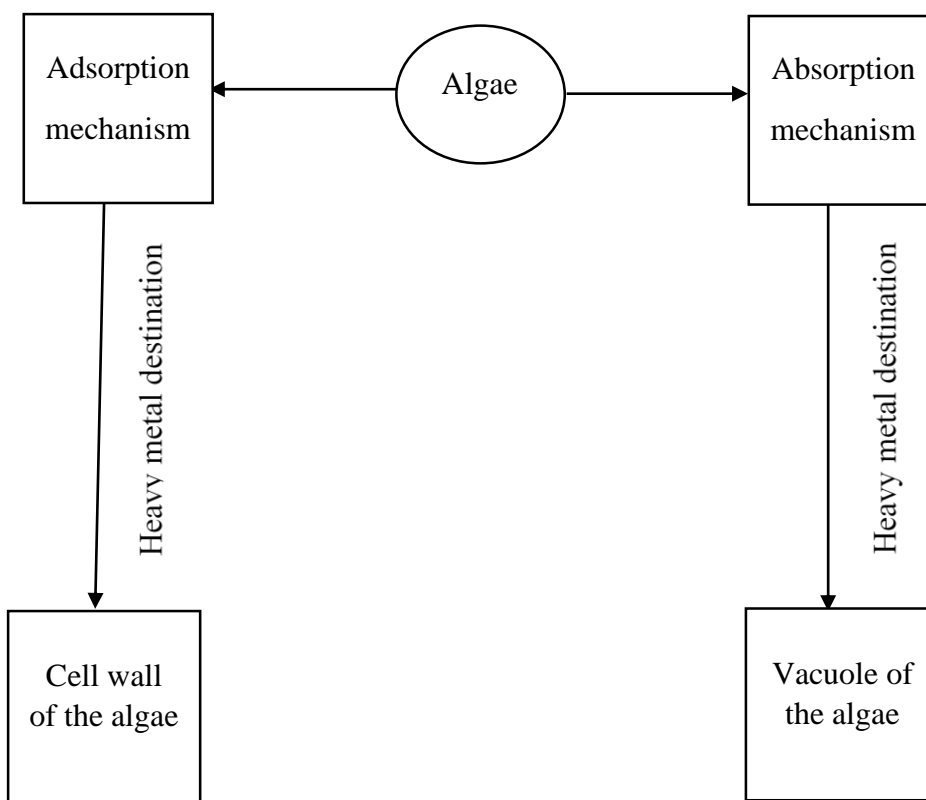 Adsorption
mechanism
Algae
Absorption
mechanism
Heavy metal destination
Heavy metal destination
Cell wall
of the algae
Vacuole of
the algae